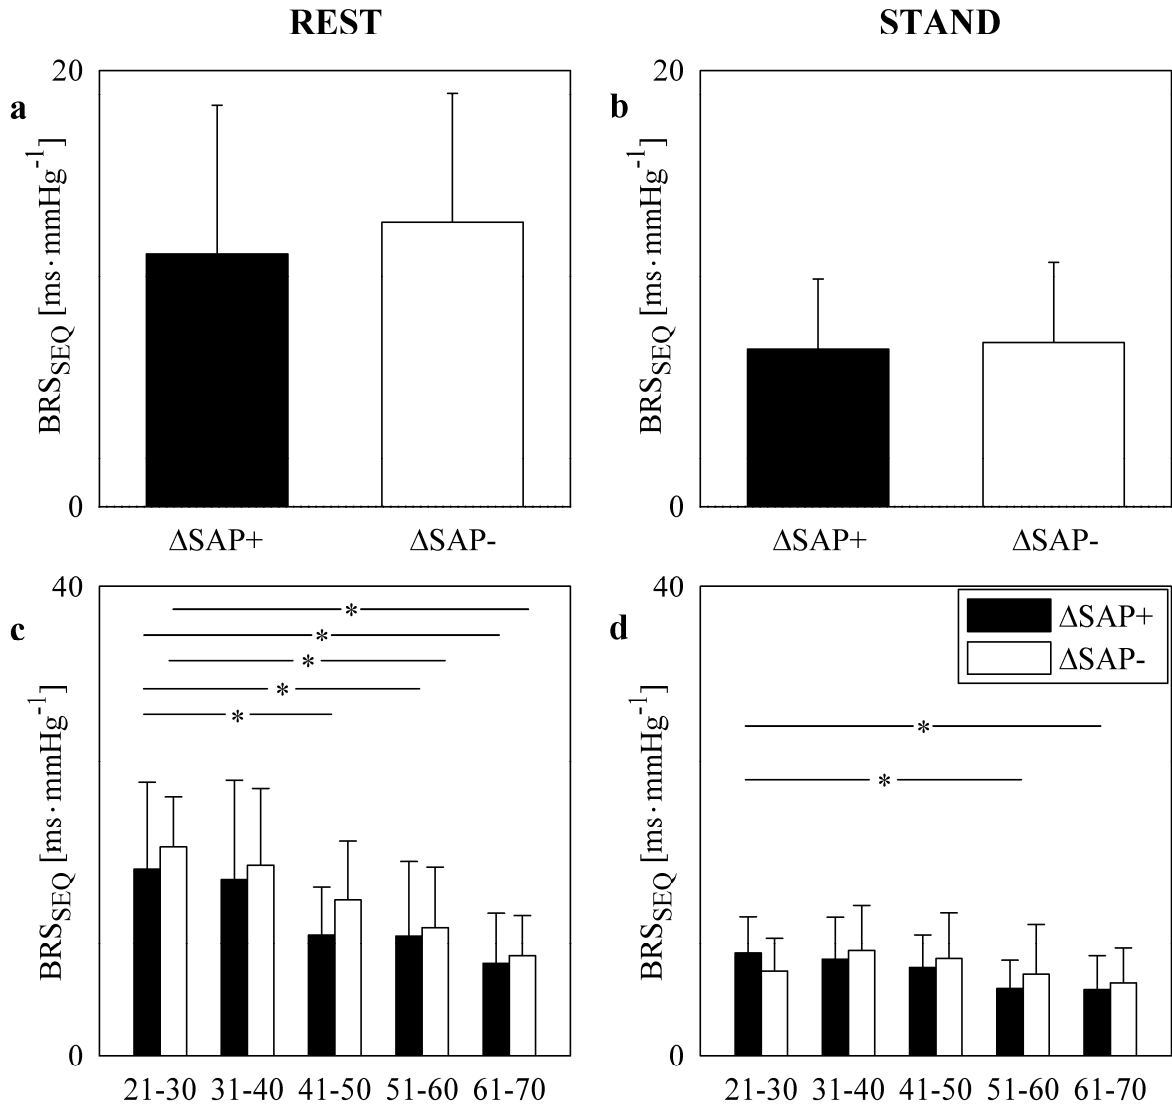 REST
STAND
a
20
BRS_SEQ [ms·mmHg⁻¹]
0
ΔSAP+
ΔSAP-
b
20
BRS_SEQ [ms·mmHg⁻¹]
0
ΔSAP+
ΔSAP-
c
40
BRS_SEQ [ms·mmHg⁻¹]
*
*
*
*
*
0
21-30 31-40 41-50 51-60 61-70
d
40
BRS_SEQ [ms·mmHg⁻¹]
ΔSAP+
ΔSAP-
*
*
0
21-30 31-40 41-50 51-60 61-70